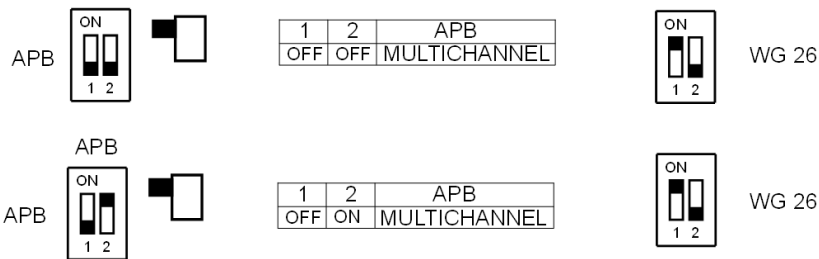 ON
APB
1 2
1 2 APB
OFF OFF MULTICHANNEL
ON
1 2
WG 26
APB
ON
APB
1 2
1 2 APB
OFF ON MULTICHANNEL
ON
1 2
WG 26